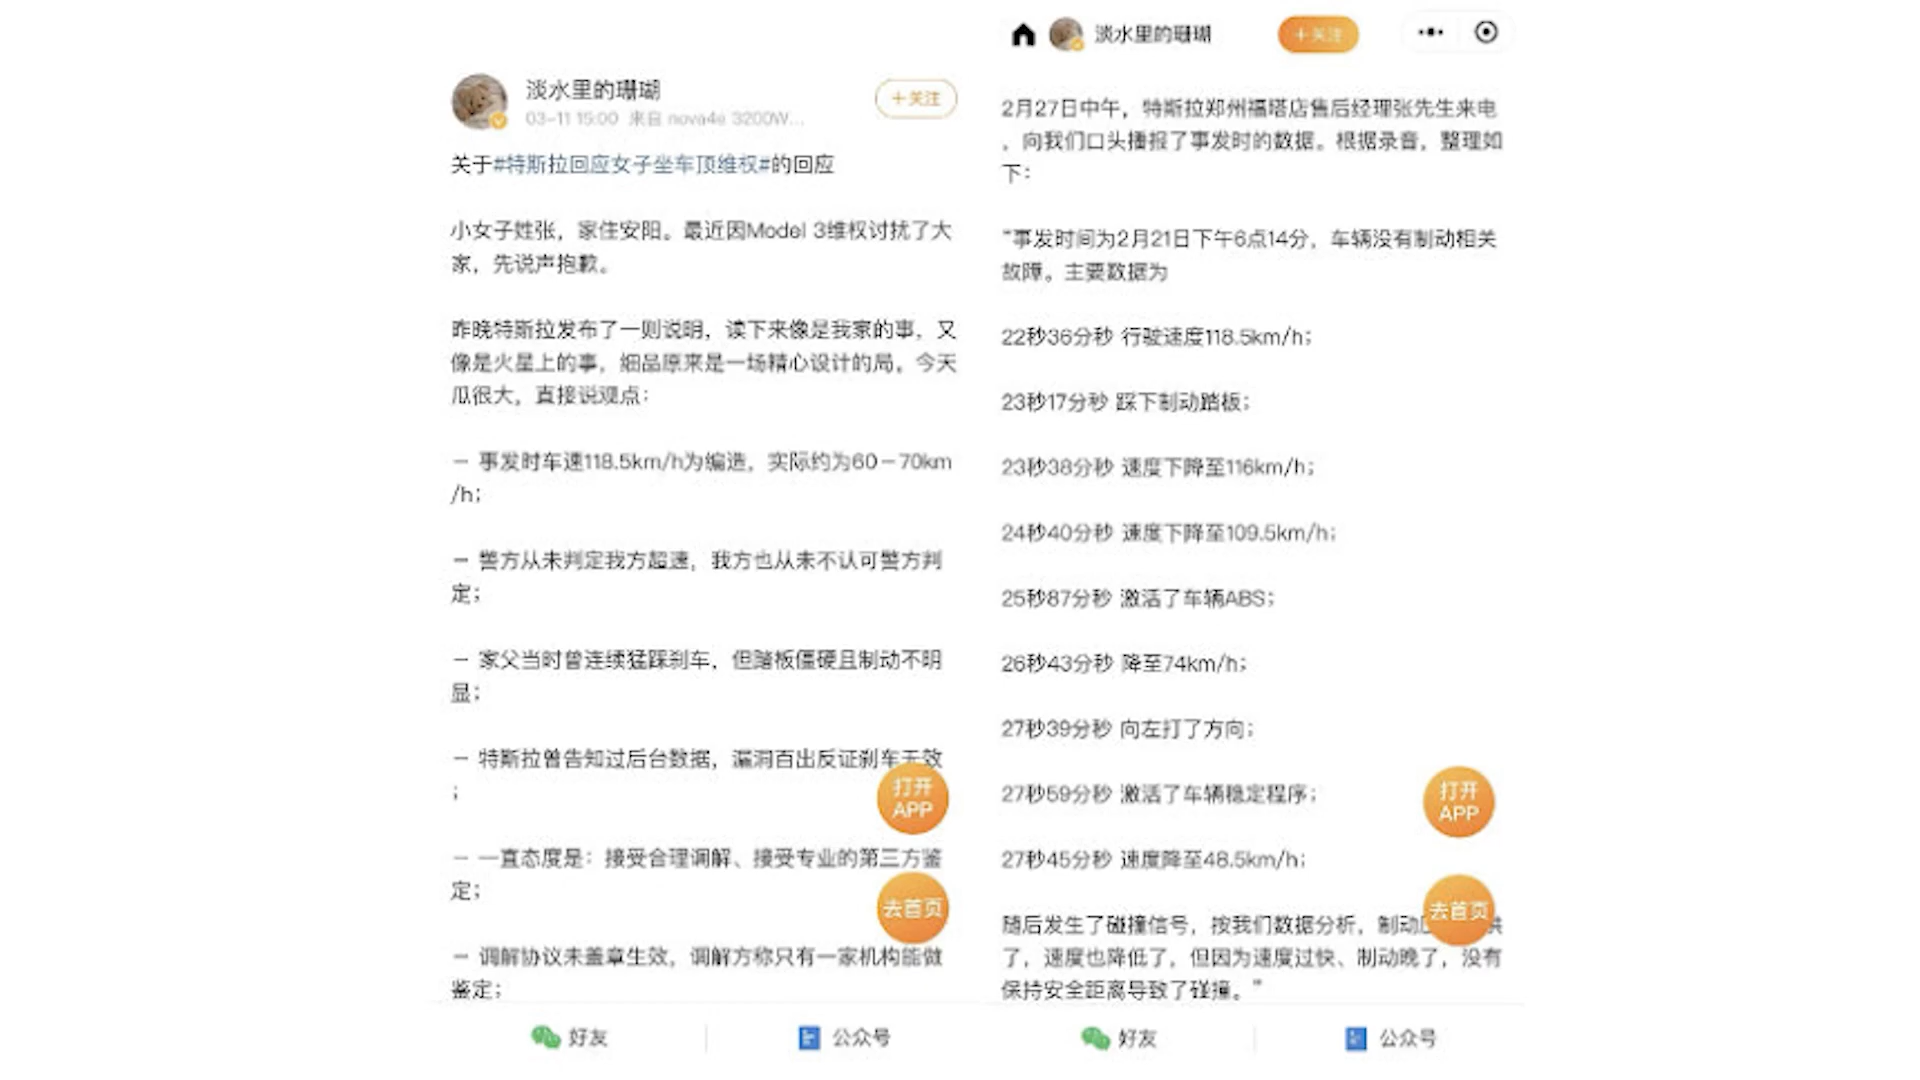 淡水里的珊瑚
+关注
03-11 15:00 来自 nova4e 3200W...
关于#特斯拉回应女子坐车顶维权#的回应
小女子姓张，家住安阳。最近因Model 3维权讨扰了大
家，先说声抱歉。
昨晚特斯拉发布了一则说明，读下来像是我家的事，又
像是火星上的事，细品原来是一场精心设计的局。今天
瓜很大，直接说观点：
— 事发时车速118.5km/h为编造，实际约为60－70km
/h；
— 警方从未判定我方超速，我方也从未不认可警方判
定；
— 家父当时曾连续猛踩刹车，但踏板僵硬且制动不明
显；
— 特斯拉曾告知过后台数据，漏洞百出反证刹车无效
；
— 一直态度是：接受合理调解、接受专业的第三方鉴
定；
— 调解协议未盖章生效，调解方称只有一家机构能做
鉴定；
打开
APP
去首页
好友
公众号
淡水里的珊瑚
+关注
2月27日中午，特斯拉郑州福塔店售后经理张先生来电
，向我们口头播报了事发时的数据。根据录音，整理如
下：
“事发时间为2月21日下午6点14分，车辆没有制动相关
故障。主要数据为
22秒36分秒 行驶速度118.5km/h；
23秒17分秒 踩下制动踏板；
23秒38分秒 速度下降至116km/h；
24秒40分秒 速度下降至109.5km/h；
25秒87分秒 激活了车辆ABS；
26秒43分秒 降至74km/h；
27秒39分秒 向左打了方向；
27秒59分秒 激活了车辆稳定程序；
27秒45分秒 速度降至48.5km/h；
随后发生了碰撞信号，按我们数据分析，制动
了，速度也降低了，但因为速度过快、制动晚了，没有
保持安全距离导致了碰撞。”
打开
APP
去首页
好友
公众号